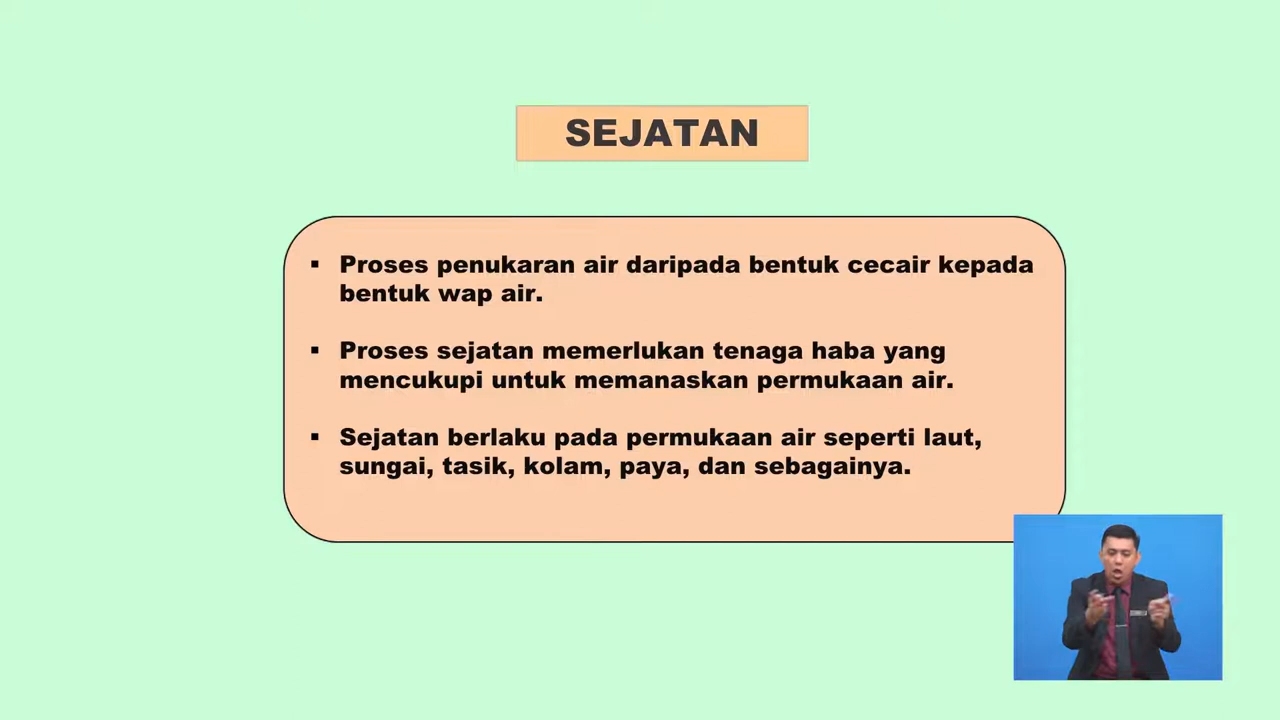 SEJATAN
▪ Proses penukaran air daripada bentuk cecair kepada
bentuk wap air.
▪ Proses sejatan memerlukan tenaga haba yang
mencukupi untuk memanaskan permukaan air.
▪ Sejatan berlaku pada permukaan air seperti laut,
sungai, tasik, kolam, paya, dan sebagainya.